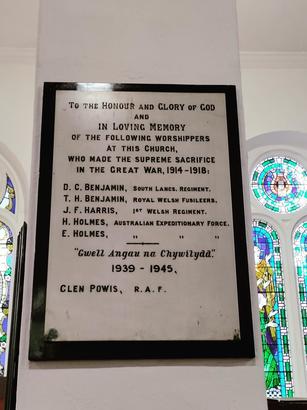 To the Honour and Glory of God
and
in Loving Memory
of the following worshippers
at this Church,
who made the supreme sacrifice
in the Great War, 1914-1918:
D. C. Benjamin, South Lancs. Regiment.
T. H. Benjamin, Royal Welsh Fusileers.
J. F. Harris, 1st Welsh Regiment.
H. Holmes, Australian Expeditionary Force.
E. Holmes, " " "
"Gwell Angau na Chywilydd."
1939 - 1945.
Glen Powis, R.A.F.